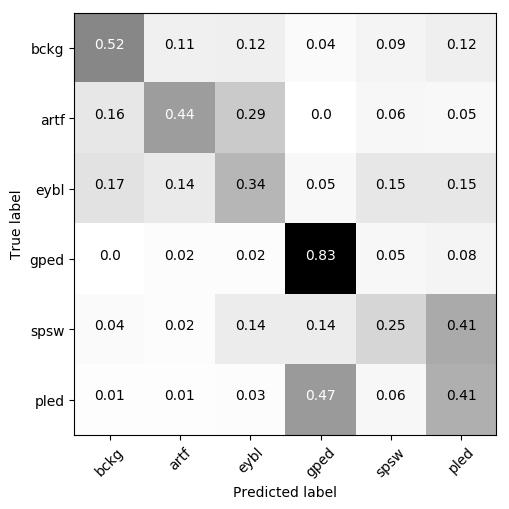 True label
bckg 0.52 0.11 0.12 0.04 0.09 0.12
artf 0.16 0.44 0.29 0.0 0.06 0.05
eybl 0.17 0.14 0.34 0.05 0.15 0.15
gped 0.0 0.02 0.02 0.83 0.05 0.08
spsw 0.04 0.02 0.14 0.14 0.25 0.41
pled 0.01 0.01 0.03 0.47 0.06 0.41
bckg artf eybl gped spsw pled
Predicted label